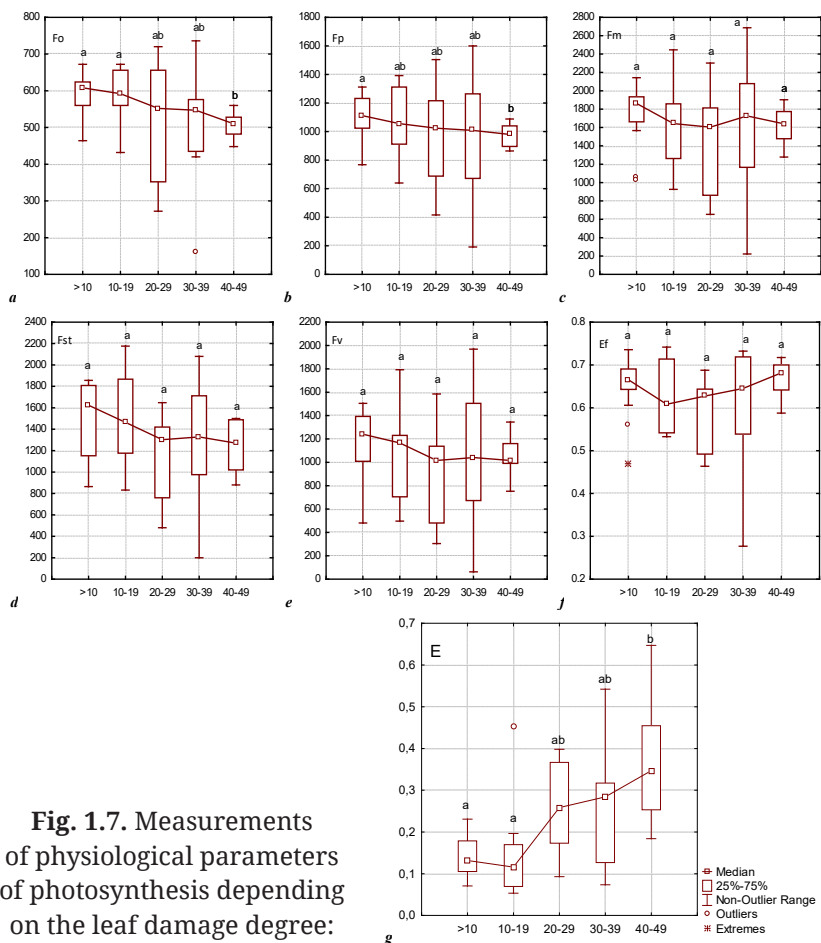 Fo
800
700
600
500
400
300
200
100
a a ab ab b
>10 10-19 20-29 30-39 40-49
a
Fp
1800
1600
1400
1200
1000
800
600
400
200
0
a ab ab ab b
>10 10-19 20-29 30-39 40-49
b
Fm
2800
2600
2400
2200
2000
1800
1600
1400
1200
1000
800
600
400
200
0
a a a a a
>10 10-19 20-29 30-39 40-49
c
Fst
2400
2200
2000
1800
1600
1400
1200
1000
800
600
400
200
0
a a a a a
>10 10-19 20-29 30-39 40-49
d
Fv
2200
2000
1800
1600
1400
1200
1000
800
600
400
200
0
a a a a a
>10 10-19 20-29 30-39 40-49
e
Ef
0.8
0.7
0.6
0.5
0.4
0.3
0.2
a a a a a
>10 10-19 20-29 30-39 40-49
f
E
0,7
0,6
0,5
0,4
0,3
0,2
0,1
0,0
a a ab ab b
>10 10-19 20-29 30-39 40-49
g
Median
25%-75%
Non-Outlier Range
Outliers
Extremes
Fig. 1.7. Measurements
of physiological parameters
of photosynthesis depending
on the leaf damage degree: